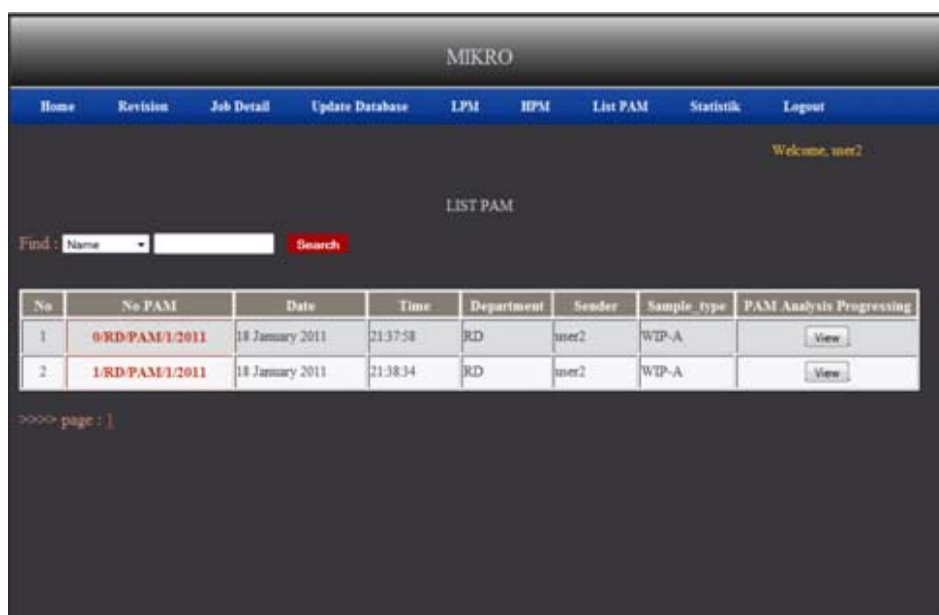 MIKRO
Home Revision Job Detail Update Database LPM HPM List PAM Statistik Logout
Welcome, user2
LIST PAM
Find : Name Search
No No PAM Date Time Department Sender Sample_type PAM Analysis Progressing
1 0/RD/PAM/1/2011 18 January 2011 21:37:58 RD user2 WIP-A View
2 1/RD/PAM/1/2011 18 January 2011 21:38:34 RD user2 WIP-A View
>>>> page : 1